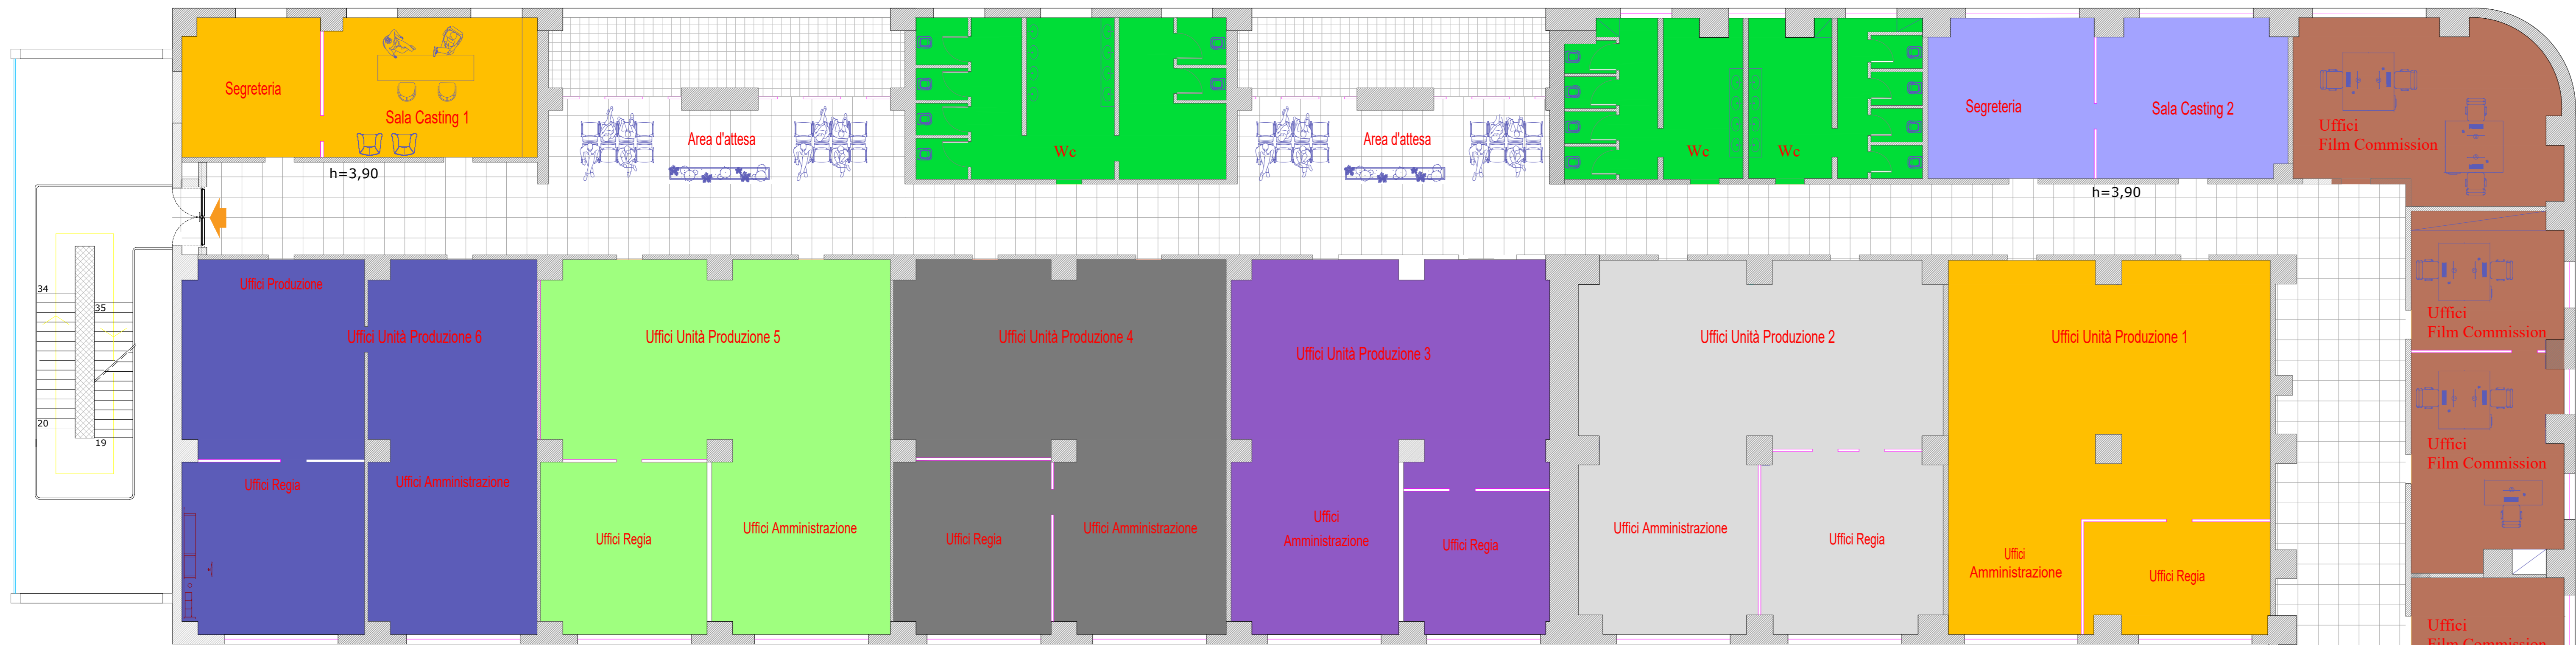 Segreteria
Sala Casting 1
h=3,90
Area d'attesa
Wc
Area d'attesa
Wc
Wc
Segreteria
Sala Casting 2
h=3,90
Uffici
Film Commission
34
35
20
19
Uffici Produzione
Uffici Unità Produzione 6
Uffici Regia
Uffici Amministrazione
Uffici Unità Produzione 5
Uffici Regia
Uffici Amministrazione
Uffici Unità Produzione 4
Uffici Regia
Uffici Amministrazione
Uffici Unità Produzione 3
Uffici
Amministrazione
Uffici Regia
Uffici Unità Produzione 2
Uffici Amministrazione
Uffici Regia
Uffici Unità Produzione 1
Uffici
Amministrazione
Uffici Regia
Uffici
Film Commission
Uffici
Film Commission
Uffici
Film Commission